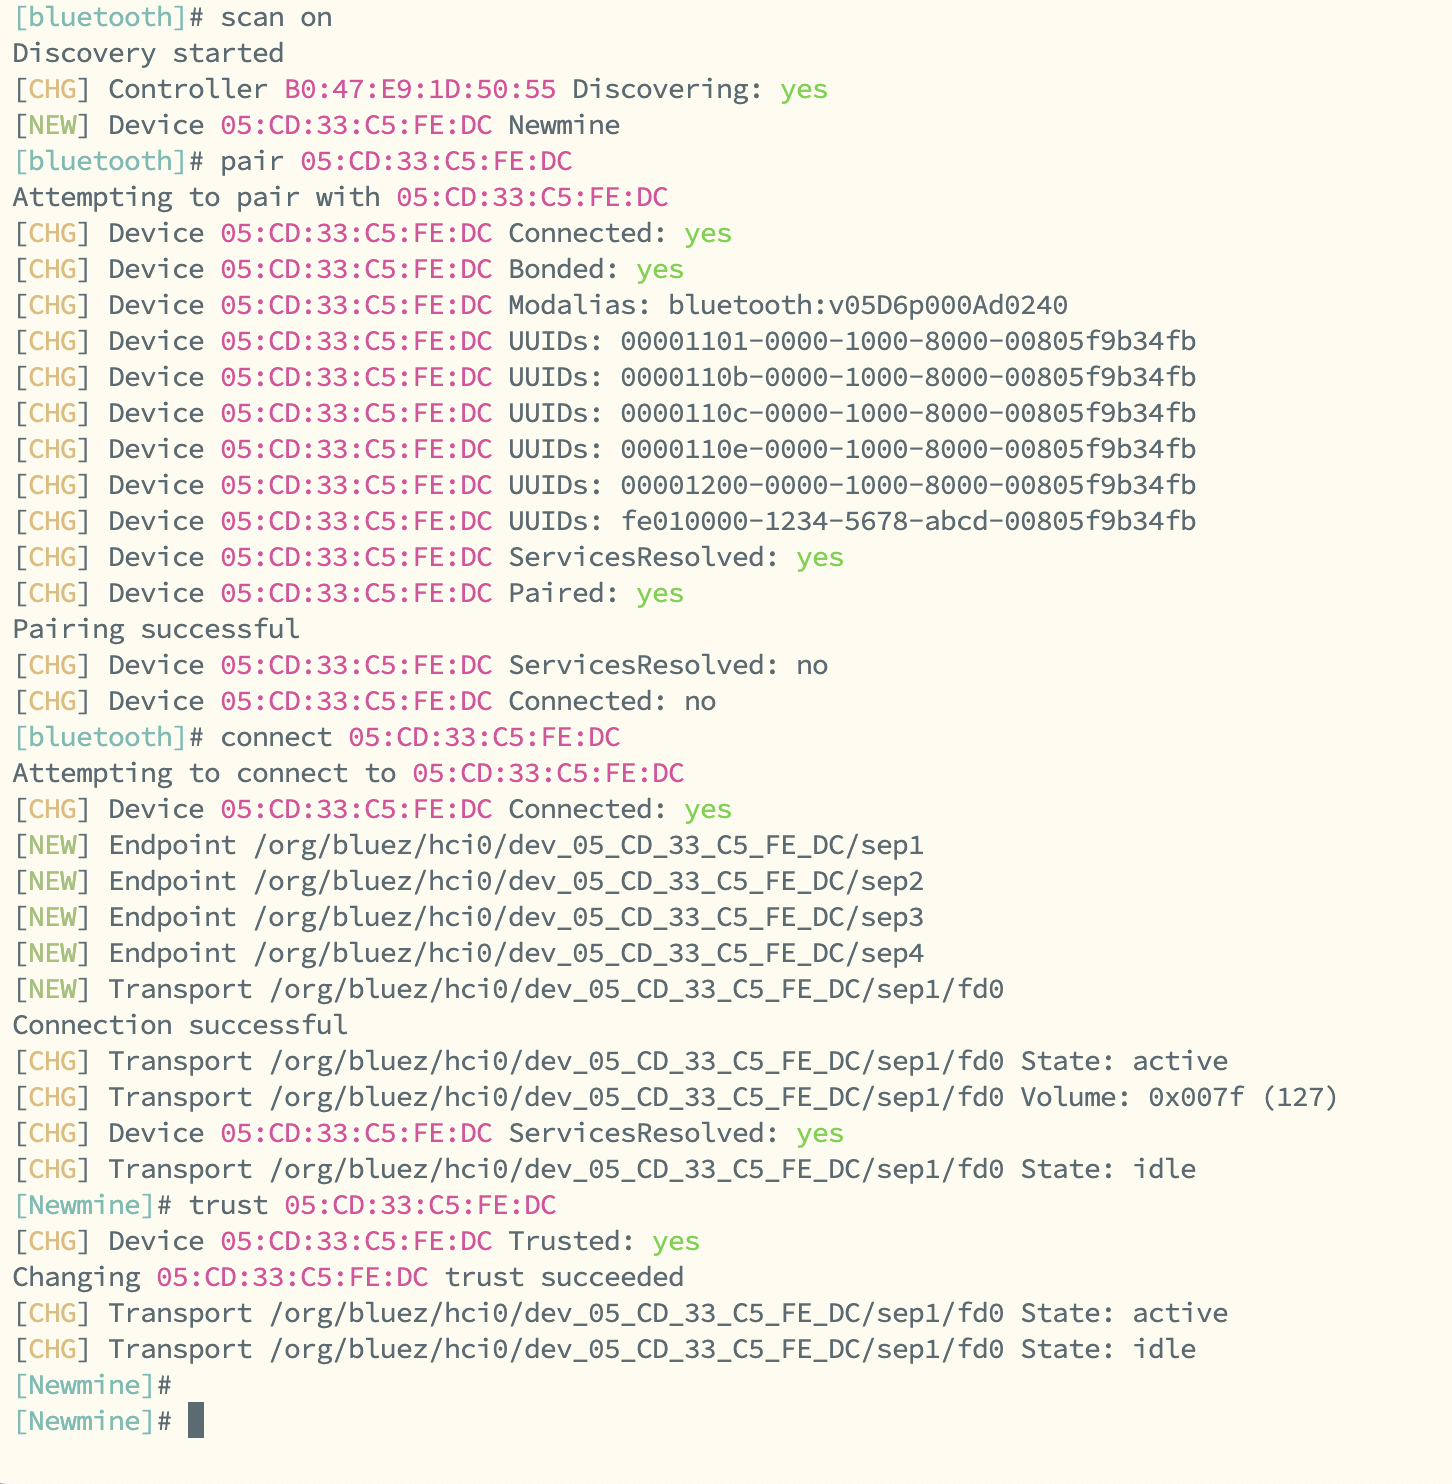 [bluetooth]# scan on
Discovery started
[CHG] Controller B0:47:E9:1D:50:55 Discovering: yes
[NEW] Device 05:CD:33:C5:FE:DC Newmine
[bluetooth]# pair 05:CD:33:C5:FE:DC
Attempting to pair with 05:CD:33:C5:FE:DC
[CHG] Device 05:CD:33:C5:FE:DC Connected: yes
[CHG] Device 05:CD:33:C5:FE:DC Bonded: yes
[CHG] Device 05:CD:33:C5:FE:DC Modalias: bluetooth:v05D6p000Ad0240
[CHG] Device 05:CD:33:C5:FE:DC UUIDs: 00001101-0000-1000-8000-00805f9b34fb
[CHG] Device 05:CD:33:C5:FE:DC UUIDs: 0000110b-0000-1000-8000-00805f9b34fb
[CHG] Device 05:CD:33:C5:FE:DC UUIDs: 0000110c-0000-1000-8000-00805f9b34fb
[CHG] Device 05:CD:33:C5:FE:DC UUIDs: 0000110e-0000-1000-8000-00805f9b34fb
[CHG] Device 05:CD:33:C5:FE:DC UUIDs: 00001200-0000-1000-8000-00805f9b34fb
[CHG] Device 05:CD:33:C5:FE:DC UUIDs: fe010000-1234-5678-abcd-00805f9b34fb
[CHG] Device 05:CD:33:C5:FE:DC ServicesResolved: yes
[CHG] Device 05:CD:33:C5:FE:DC Paired: yes
Pairing successful
[CHG] Device 05:CD:33:C5:FE:DC ServicesResolved: no
[CHG] Device 05:CD:33:C5:FE:DC Connected: no
[bluetooth]# connect 05:CD:33:C5:FE:DC
Attempting to connect to 05:CD:33:C5:FE:DC
[CHG] Device 05:CD:33:C5:FE:DC Connected: yes
[NEW] Endpoint /org/bluez/hci0/dev_05_CD_33_C5_FE_DC/sep1
[NEW] Endpoint /org/bluez/hci0/dev_05_CD_33_C5_FE_DC/sep2
[NEW] Endpoint /org/bluez/hci0/dev_05_CD_33_C5_FE_DC/sep3
[NEW] Endpoint /org/bluez/hci0/dev_05_CD_33_C5_FE_DC/sep4
[NEW] Transport /org/bluez/hci0/dev_05_CD_33_C5_FE_DC/sep1/fd0
Connection successful
[CHG] Transport /org/bluez/hci0/dev_05_CD_33_C5_FE_DC/sep1/fd0 State: active
[CHG] Transport /org/bluez/hci0/dev_05_CD_33_C5_FE_DC/sep1/fd0 Volume: 0x007f (127)
[CHG] Device 05:CD:33:C5:FE:DC ServicesResolved: yes
[CHG] Transport /org/bluez/hci0/dev_05_CD_33_C5_FE_DC/sep1/fd0 State: idle
[Newmine]# trust 05:CD:33:C5:FE:DC
[CHG] Device 05:CD:33:C5:FE:DC Trusted: yes
Changing 05:CD:33:C5:FE:DC trust succeeded
[CHG] Transport /org/bluez/hci0/dev_05_CD_33_C5_FE_DC/sep1/fd0 State: active
[CHG] Transport /org/bluez/hci0/dev_05_CD_33_C5_FE_DC/sep1/fd0 State: idle
[Newmine]#
[Newmine]#